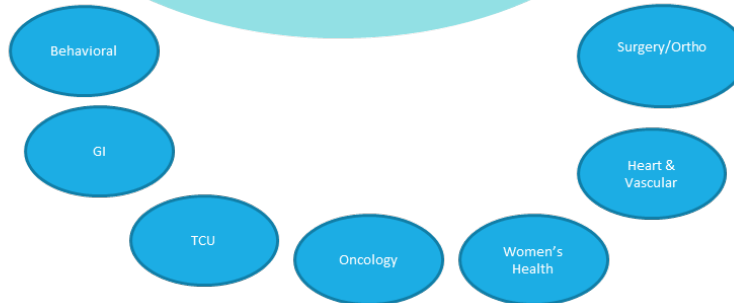 Behavioral
Surgery/Ortho
GI
Heart &
Vascular
TCU
Oncology
Women's
Health